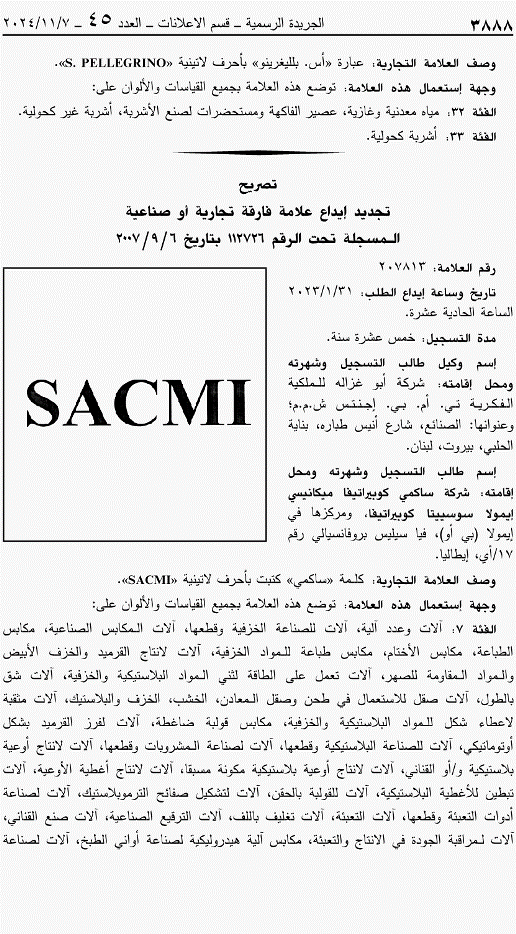 ٣٨٨٨
الجريدة الرسمية ـ قسم الاعلانات ـ العدد ٤٥ ـ ٢٠٢٤/١١/٧
وصف العلامة التجارية: عبارة «أس. بلليغرينو» بأحرف لاتينية «S. PELLEGRINO».
وجهة إستعمال هذه العلامة: توضع هذه العلامة بجميع القياسات والألوان على:
الفئة ٣٢: مياه معدنية وغازية، عصير الفاكهة ومستحضرات لصنع الأشربة، أشربة غير كحولية.
الفئة ٣٣: أشربة كحولية.
تصريح
تجديد إيداع علامة فارقة تجارية أو صناعية
المسجلة تحت الرقم ١١٢٧٢٦ بتاريخ ٢٠٠٧/٩/٦
رقم العلامة: ٢٠٧٨١٣
تاريخ وساعة إيداع الطلب: ٢٠٢٣/١/٣١
الساعة الحادية عشرة.
مدة التسجيل: خمس عشرة سنة.
إسم وكيل طالب التسجيل وشهرته
ومحل إقامته: شركة أبو غزاله للملكية
الفكرية تي. أم. بي. إجنتس ش.م.م؛
وعنوانها: الصنائع، شارع أنيس طباره، بناية
الحلبي، بيروت، لبنان.
إسم طالب التسجيل وشهرته ومحل
إقامته: شركة ساكمي كوبيراتيفا ميكانيسي
إيمولا سوسييتا كوبيراتيفا، ومركزها في
إيمولا (بي أو)، فيا سيليس بروفانسيالي رقم
١٧/أي، إيطاليا.
SACMI
وصف العلامة التجارية: كلمة «ساكمي» كتبت بأحرف لاتينية «SACMI».
وجهة إستعمال هذه العلامة: توضع هذه العلامة بجميع القياسات والألوان على:
الفئة ٧: آلات وعدد آلية، آلات للصناعة الخزفية وقطعها، آلات المكابس الصناعية، مكابس
الطباعة، مكابس الأختام، مكابس طباعة للمواد الخزفية، آلات لانتاج القرميد والخزف الأبيض
والمواد المقاومة للصهر، آلات تعمل على الطاقة لثني المواد البلاستيكية والخزفية، آلات شق
بالطول، آلات صقل للاستعمال في طحن وصقل المعادن، الخشب، الخزف والبلاستيك، آلات مثقبة
لاعطاء شكل للمواد البلاستيكية والخزفية، مكابس قولبة ضاغطة، آلات لفرز القرميد بشكل
أوتوماتيكي، آلات للصناعة البلاستيكية وقطعها، آلات لصناعة المشروبات وقطعها، آلات لانتاج أوعية
بلاستيكية و/أو القناني، آلات لانتاج أوعية بلاستيكية مكونة مسبقا، آلات لانتاج أغطية الأوعية، آلات
تبطين للأغطية البلاستيكية، آلات للقولبة بالحقن، آلات لتشكيل صفائح الترموبلاستيك، آلات لصناعة
أدوات التعبئة وقطعها، آلات التعبئة، آلات تغليف باللف، آلات الترقيع الصناعية، آلات صنع القناني،
آلات لمراقبة الجودة في الانتاج والتعبئة، مكابس آلية هيدروليكية لصناعة أواني الطبخ، آلات لصناعة